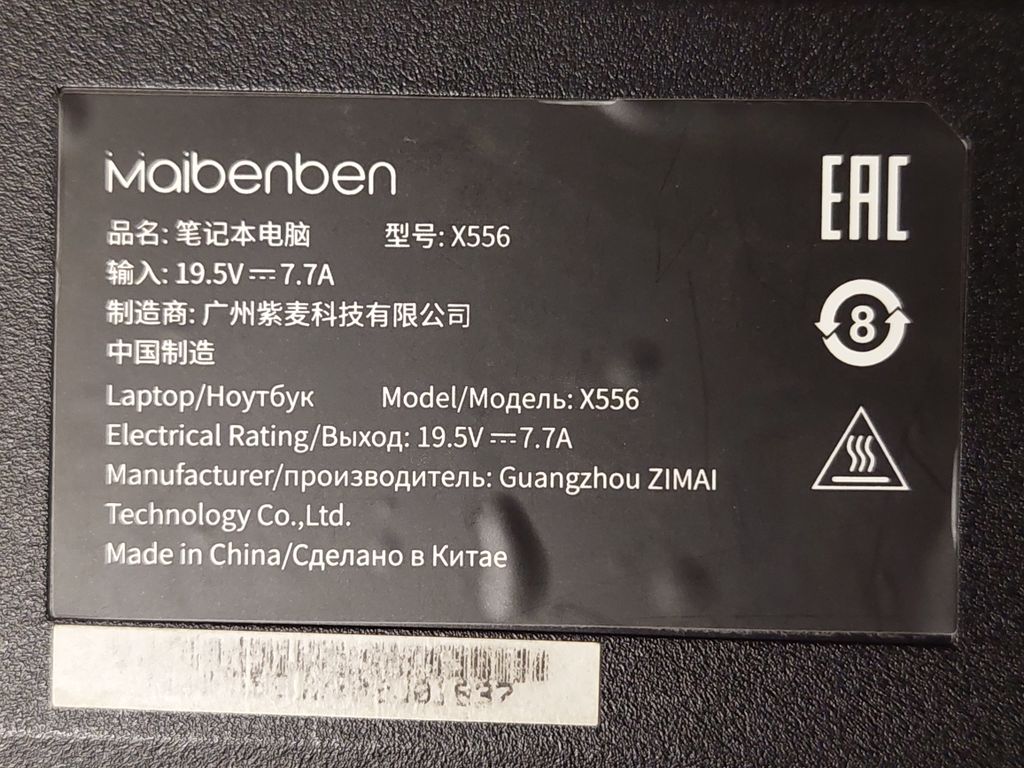 Maibenben
品名: 笔记本电脑 型号: X556
输入: 19.5V⎓7.7A
制造商: 广州紫麦科技有限公司
中国制造
Laptop/Ноутбук Model/Модель: X556
Electrical Rating/Выход: 19.5V⎓7.7A
Manufacturer/производитель: Guangzhou ZIMAI
Technology Co.,Ltd.
Made in China/Сделано в Китае
EAC
8